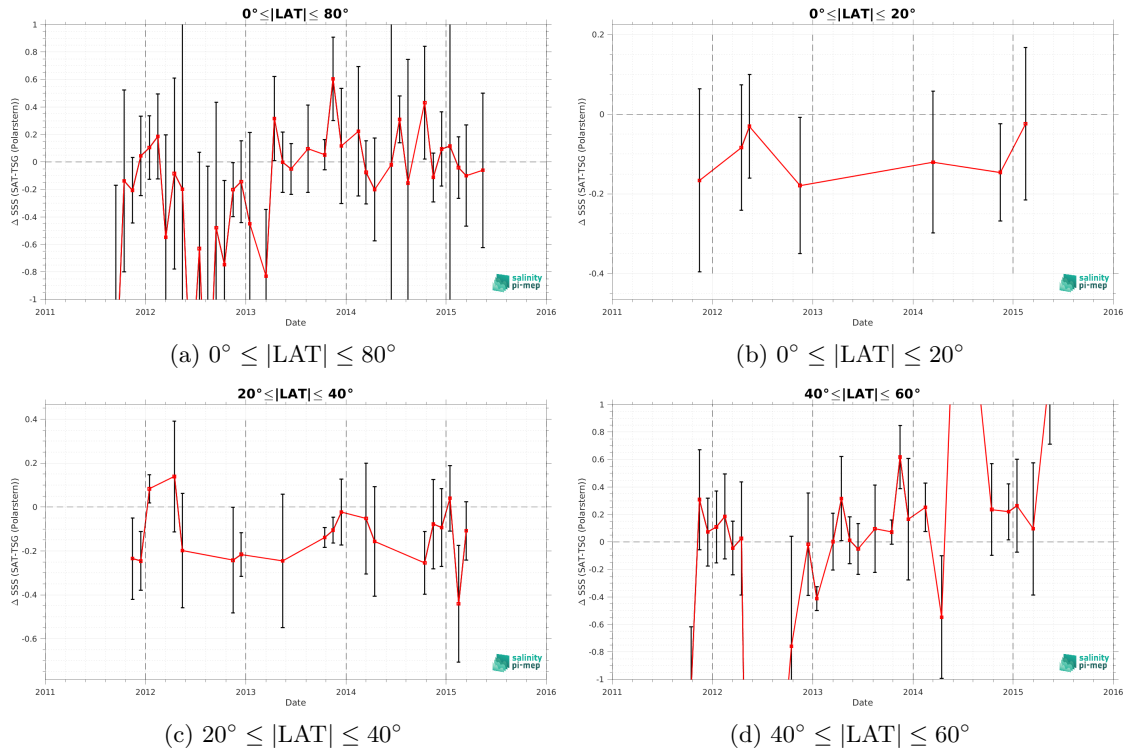 0°≤|LAT|≤ 80°
Δ SSS (SAT-TSG (Polarstern))
1
0.8
0.6
0.4
0.2
0
-0.2
-0.4
-0.6
-0.8
-1
2011 2012 2013 2014 2015 2016
Date
salinity
pi-mep
(a) 0° ≤ |LAT| ≤ 80°
0°≤|LAT|≤ 20°
Δ SSS (SAT-TSG (Polarstern))
0.2
0
-0.2
-0.4
2011 2012 2013 2014 2015 2016
Date
salinity
pi-mep
(b) 0° ≤ |LAT| ≤ 20°
20°≤|LAT|≤ 40°
Δ SSS (SAT-TSG (Polarstern))
0.4
0.2
0
-0.2
-0.4
-0.6
2011 2012 2013 2014 2015 2016
Date
salinity
pi-mep
(c) 20° ≤ |LAT| ≤ 40°
40°≤|LAT|≤ 60°
Δ SSS (SAT-TSG (Polarstern))
1
0.8
0.6
0.4
0.2
0
-0.2
-0.4
-0.6
-0.8
-1
2011 2012 2013 2014 2015 2016
Date
salinity
pi-mep
(d) 40° ≤ |LAT| ≤ 60°